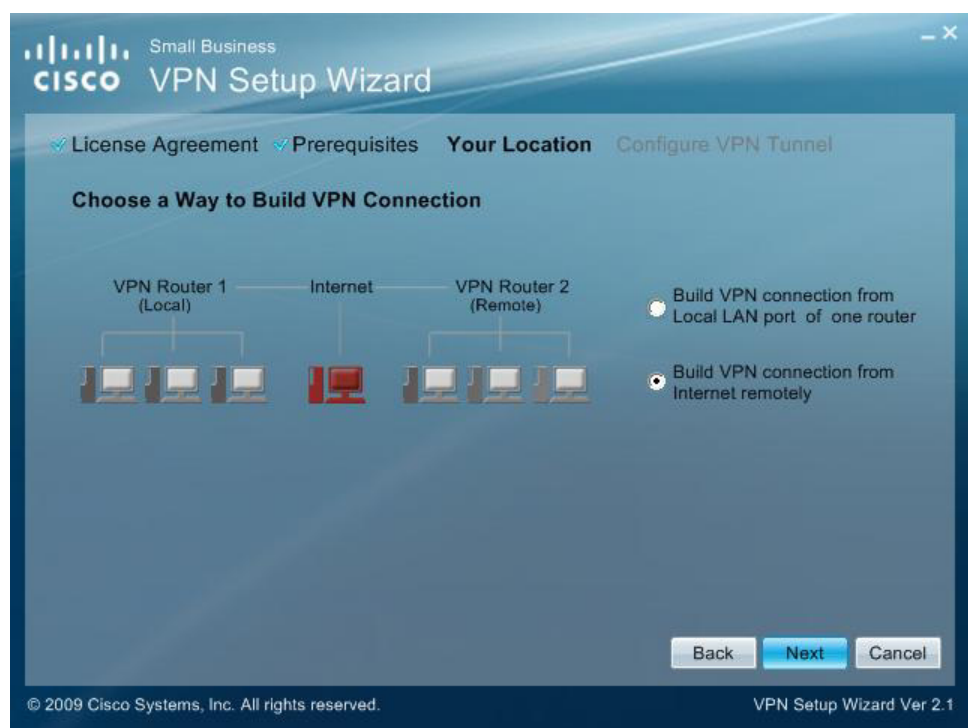 Small Business
CISCO VPN Setup Wizard
License Agreement Prerequisites Your Location Configure VPN Tunnel
Choose a Way to Build VPN Connection
VPN Router 1 Internet VPN Router 2
(Local) (Remote)
Build VPN connection from
Local LAN port of one router
Build VPN connection from
Internet remotely
Back Next Cancel
© 2009 Cisco Systems, Inc. All rights reserved. VPN Setup Wizard Ver 2.1